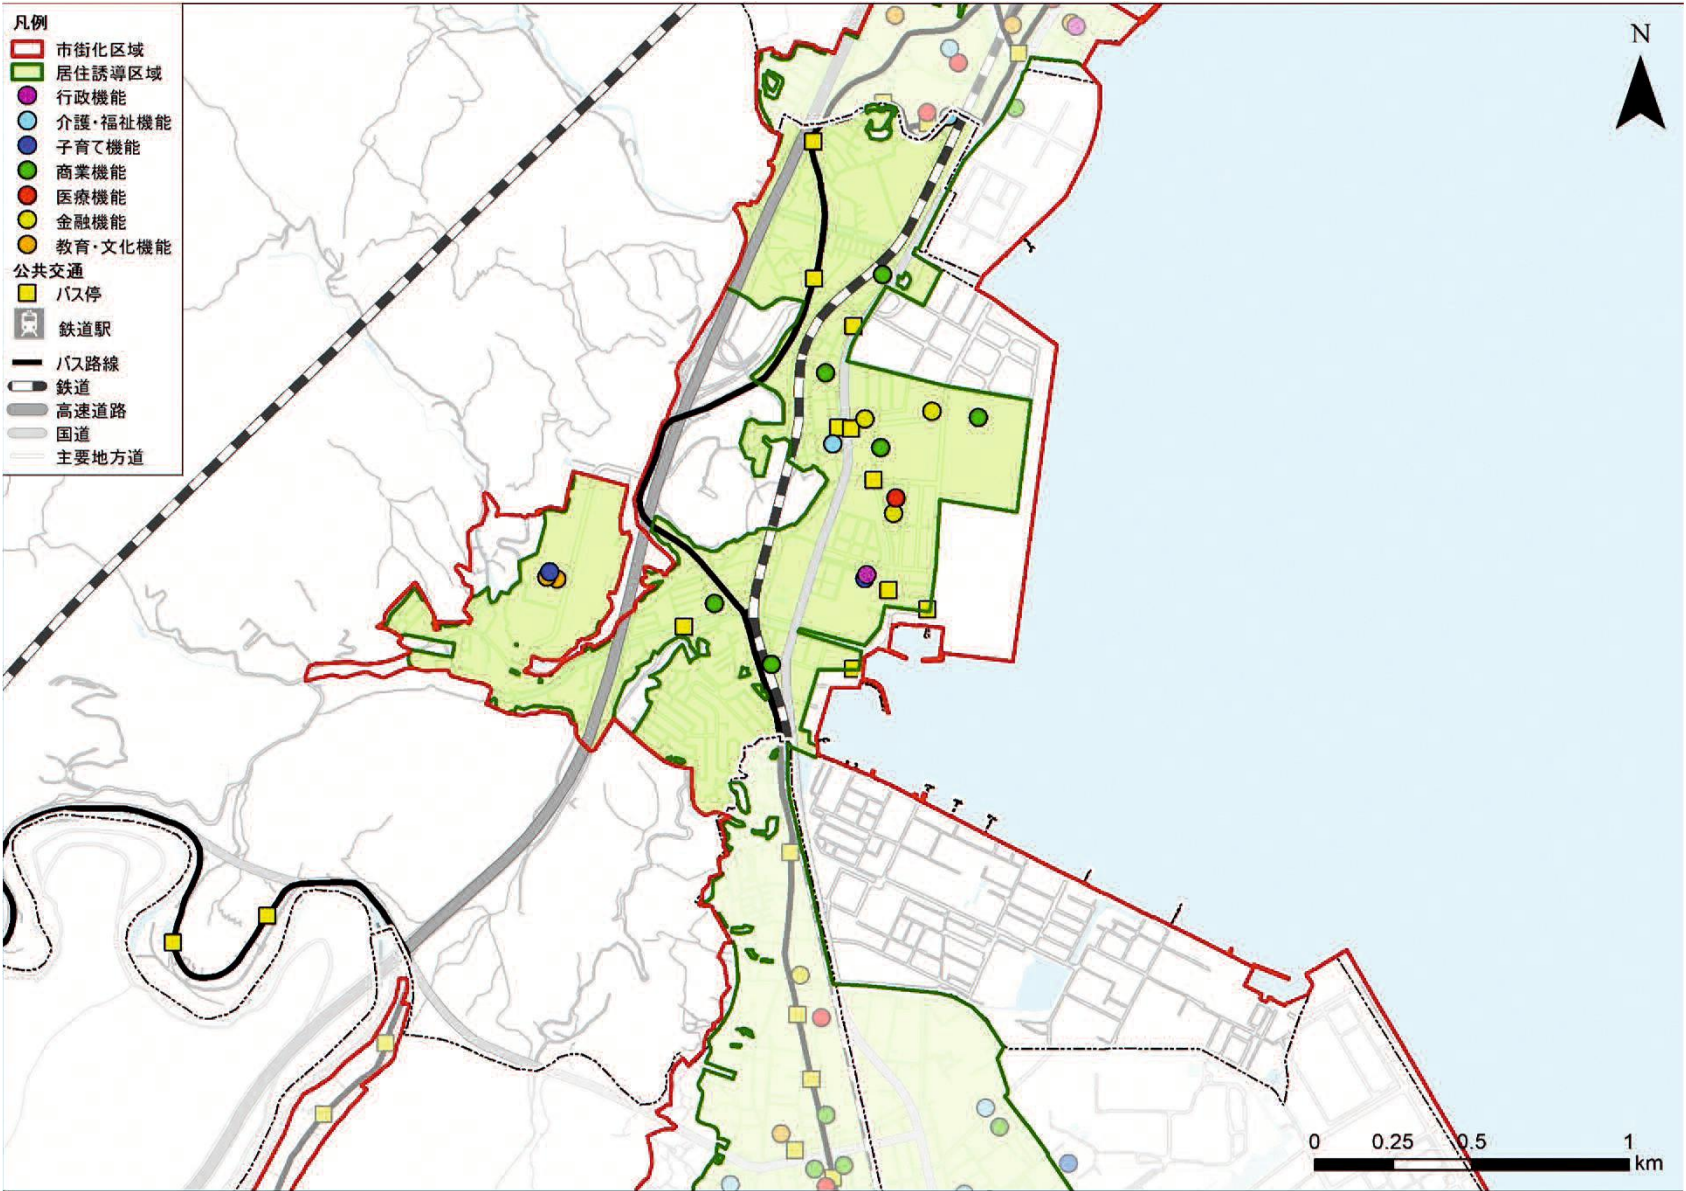 凡例
市街化区域
居住誘導区域
行政機能
介護・福祉機能
子育て機能
商業機能
医療機能
金融機能
教育・文化機能
公共交通
バス停
鉄道駅
バス路線
鉄道
高速道路
国道
主要地方道
N
0 0.25 0.5 1
km